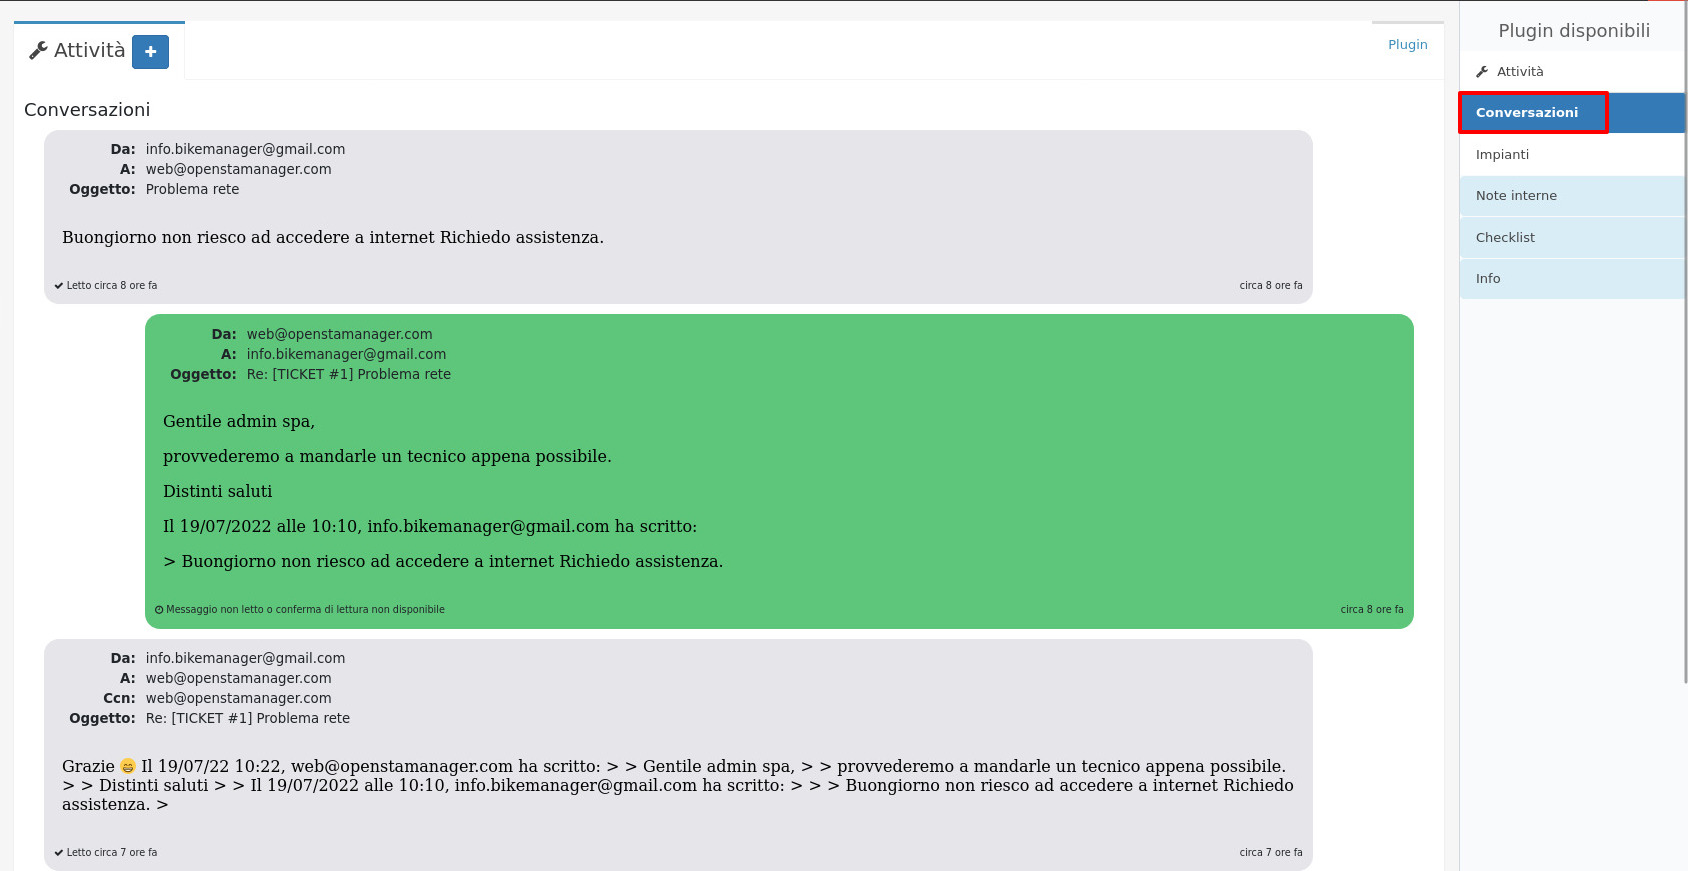 Attività +
Plugin
Conversazioni
Da: info.bikemanager@gmail.com
A: web@openstamanager.com
Oggetto: Problema rete
Buongiorno non riesco ad accedere a internet Richiedo assistenza.
Letto circa 8 ore fa circa 8 ore fa
Da: web@openstamanager.com
A: info.bikemanager@gmail.com
Oggetto: Re: [TICKET #1] Problema rete
Gentile admin spa,
provvederemo a mandarle un tecnico appena possibile.
Distinti saluti
Il 19/07/2022 alle 10:10, info.bikemanager@gmail.com ha scritto:
> Buongiorno non riesco ad accedere a internet Richiedo assistenza.
Messaggio non letto o conferma di lettura non disponibile circa 8 ore fa
Da: info.bikemanager@gmail.com
A: web@openstamanager.com
Ccn: web@openstamanager.com
Oggetto: Re: [TICKET #1] Problema rete
Grazie 😄 Il 19/07/22 10:22, web@openstamanager.com ha scritto: > > Gentile admin spa, > > provvederemo a mandarle un tecnico appena possibile.
> > Distinti saluti > > Il 19/07/2022 alle 10:10, info.bikemanager@gmail.com ha scritto: > > > Buongiorno non riesco ad accedere a internet Richiedo
assistenza. >
Letto circa 7 ore fa circa 7 ore fa
Plugin disponibili
Attività
Conversazioni
Impianti
Note interne
Checklist
Info